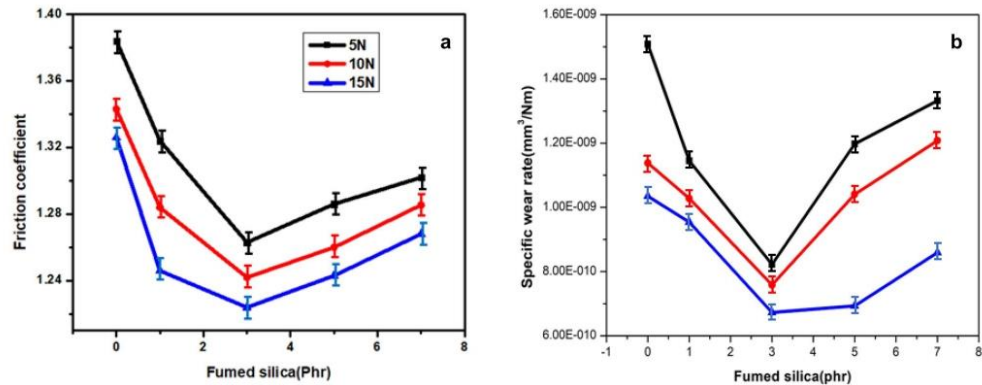 a
5N
10N
15N
1.40
1.36
1.32
1.28
1.24
Friction coefficient
0 2 4 6 8
Fumed silica(Phr)
b
1.60E-009
1.40E-009
1.20E-009
1.00E-009
8.00E-010
6.00E-010
Specific wear rate(mm³/Nm)
-1 0 1 2 3 4 5 6 7 8
Fumed silica(phr)